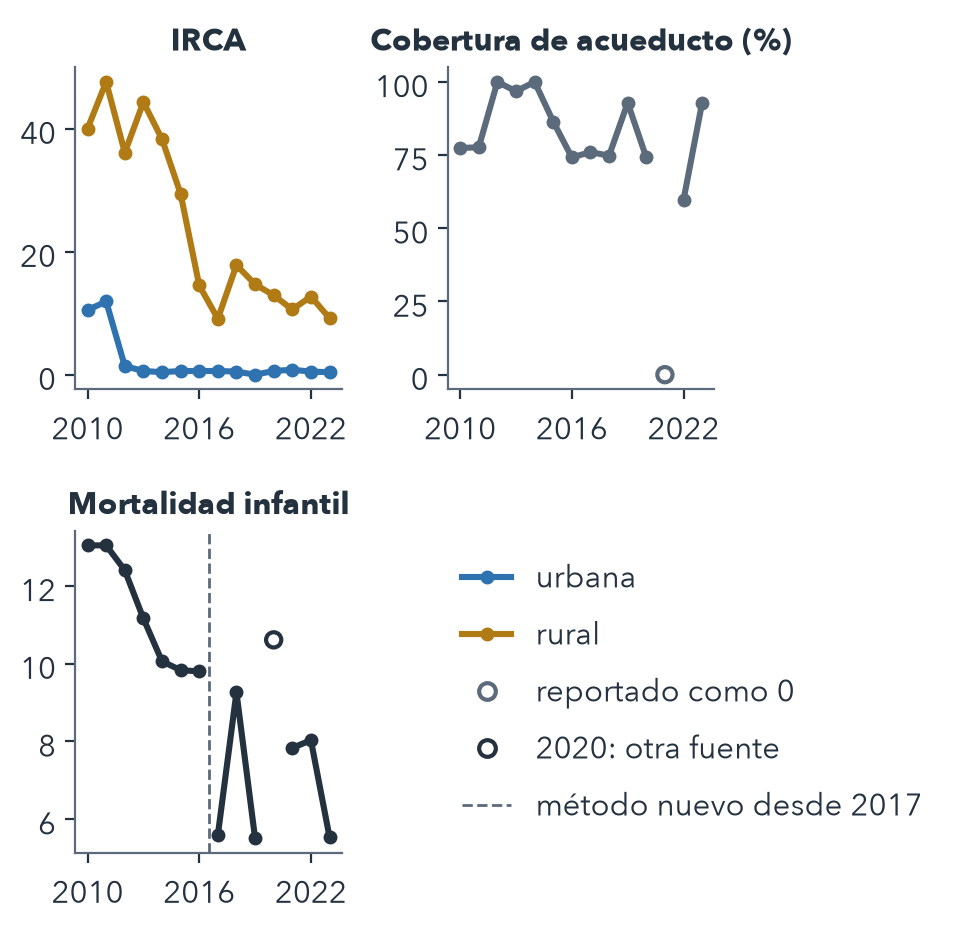 IRCA
40
20
0
2010 2016 2022
Cobertura de acueducto (%)
100
75
50
25
0
2010 2016 2022
Mortalidad infantil
12
10
8
6
2010 2016 2022
urbana
rural
reportado como 0
2020: otra fuente
método nuevo desde 2017